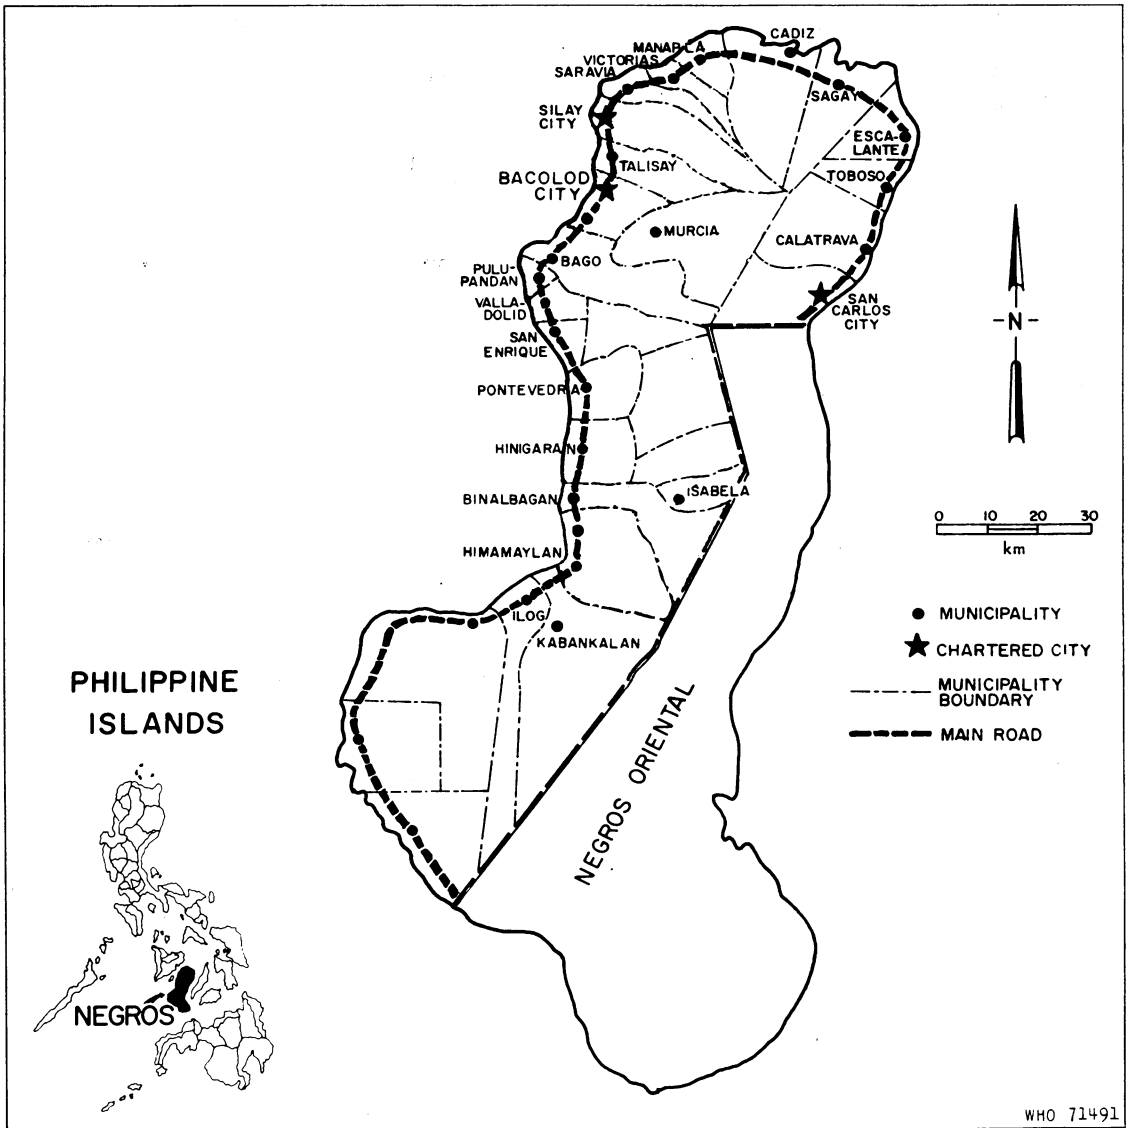 CADIZ
MANAPLA
VICTORIAS
SARAVIA
SAGAY
SILAY
CITY
ESCA-
LANTE
TALISAY
BACOLOD
CITY
TOBOSO
MURCIA
CALATRAVA
BAGO
PULU-
PANDAN
VALLA-
DOLID
SAN
CARLOS
CITY
SAN
ENRIQUE
-N-
PONTEVEDRA
HINIGARAN
ISABELA
BINALBAGAN
0 10 20 30
km
HIMAMAYLAN
ILOG
KABANKALAN
MUNICIPALITY
CHARTERED CITY
MUNICIPALITY
BOUNDARY
MAIN ROAD
NEGROS ORIENTAL
PHILIPPINE
ISLANDS
NEGROS
WHO 71491